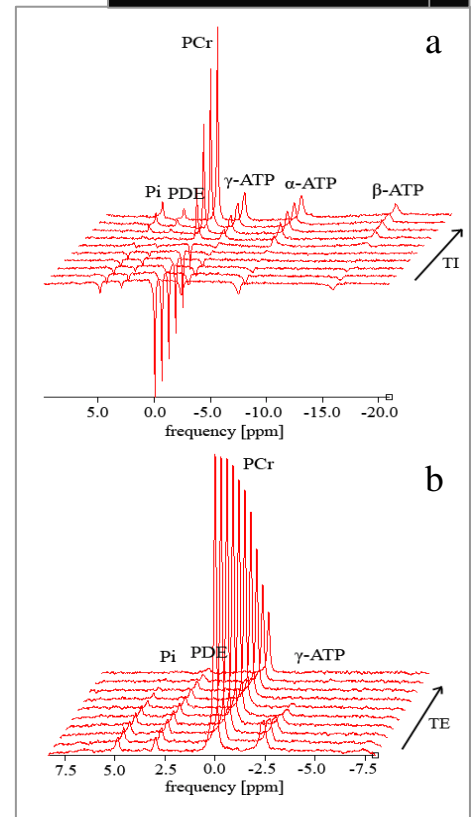 a
PCr
Pi PDE γ-ATP α-ATP β-ATP
TI
5.0 0.0 -5.0 -10.0 -15.0 -20.0
frequency [ppm]
PCr
b
Pi PDE γ-ATP
TE
7.5 5.0 2.5 0.0 -2.5 -5.0 -7.5
frequency [ppm]